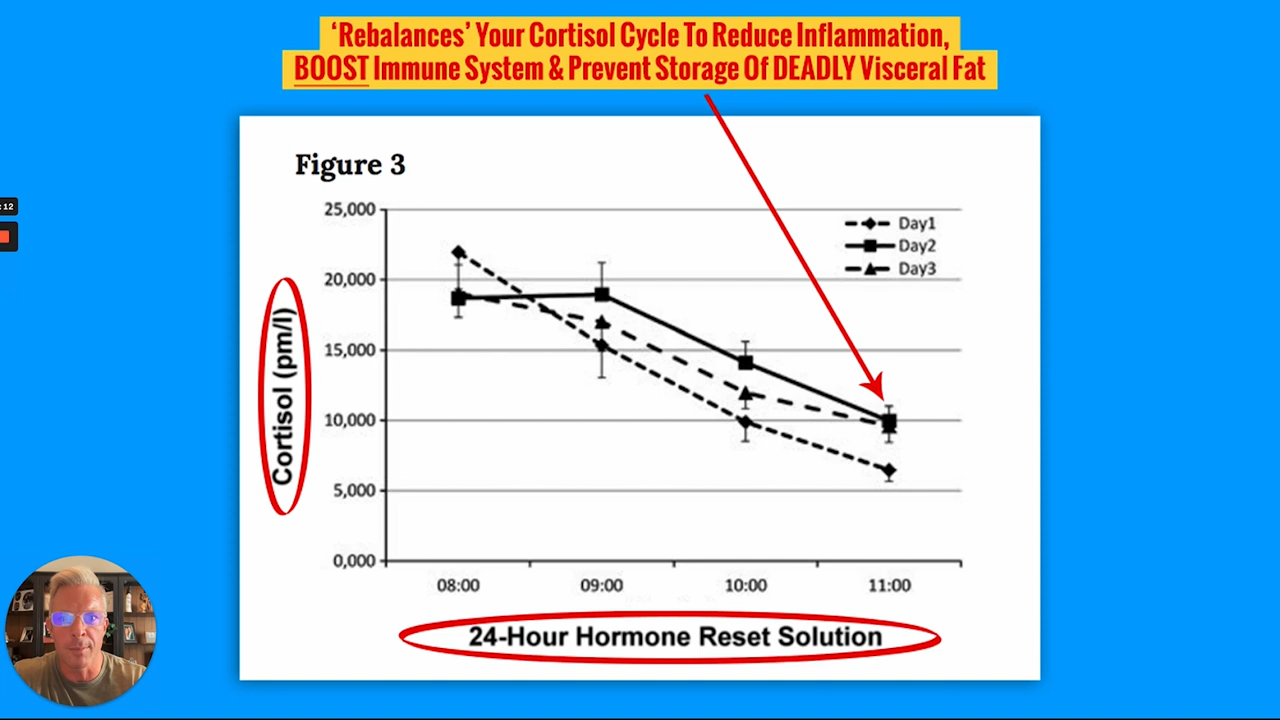 ‘Rebalances’ Your Cortisol Cycle To Reduce Inflammation,
BOOST Immune System & Prevent Storage Of DEADLY Visceral Fat
:12
Figure 3
25,000
20,000
15,000
10,000
5,000
0,000
Cortisol (pm/l)
Day1
Day2
Day3
08:00
09:00
10:00
11:00
24-Hour Hormone Reset Solution